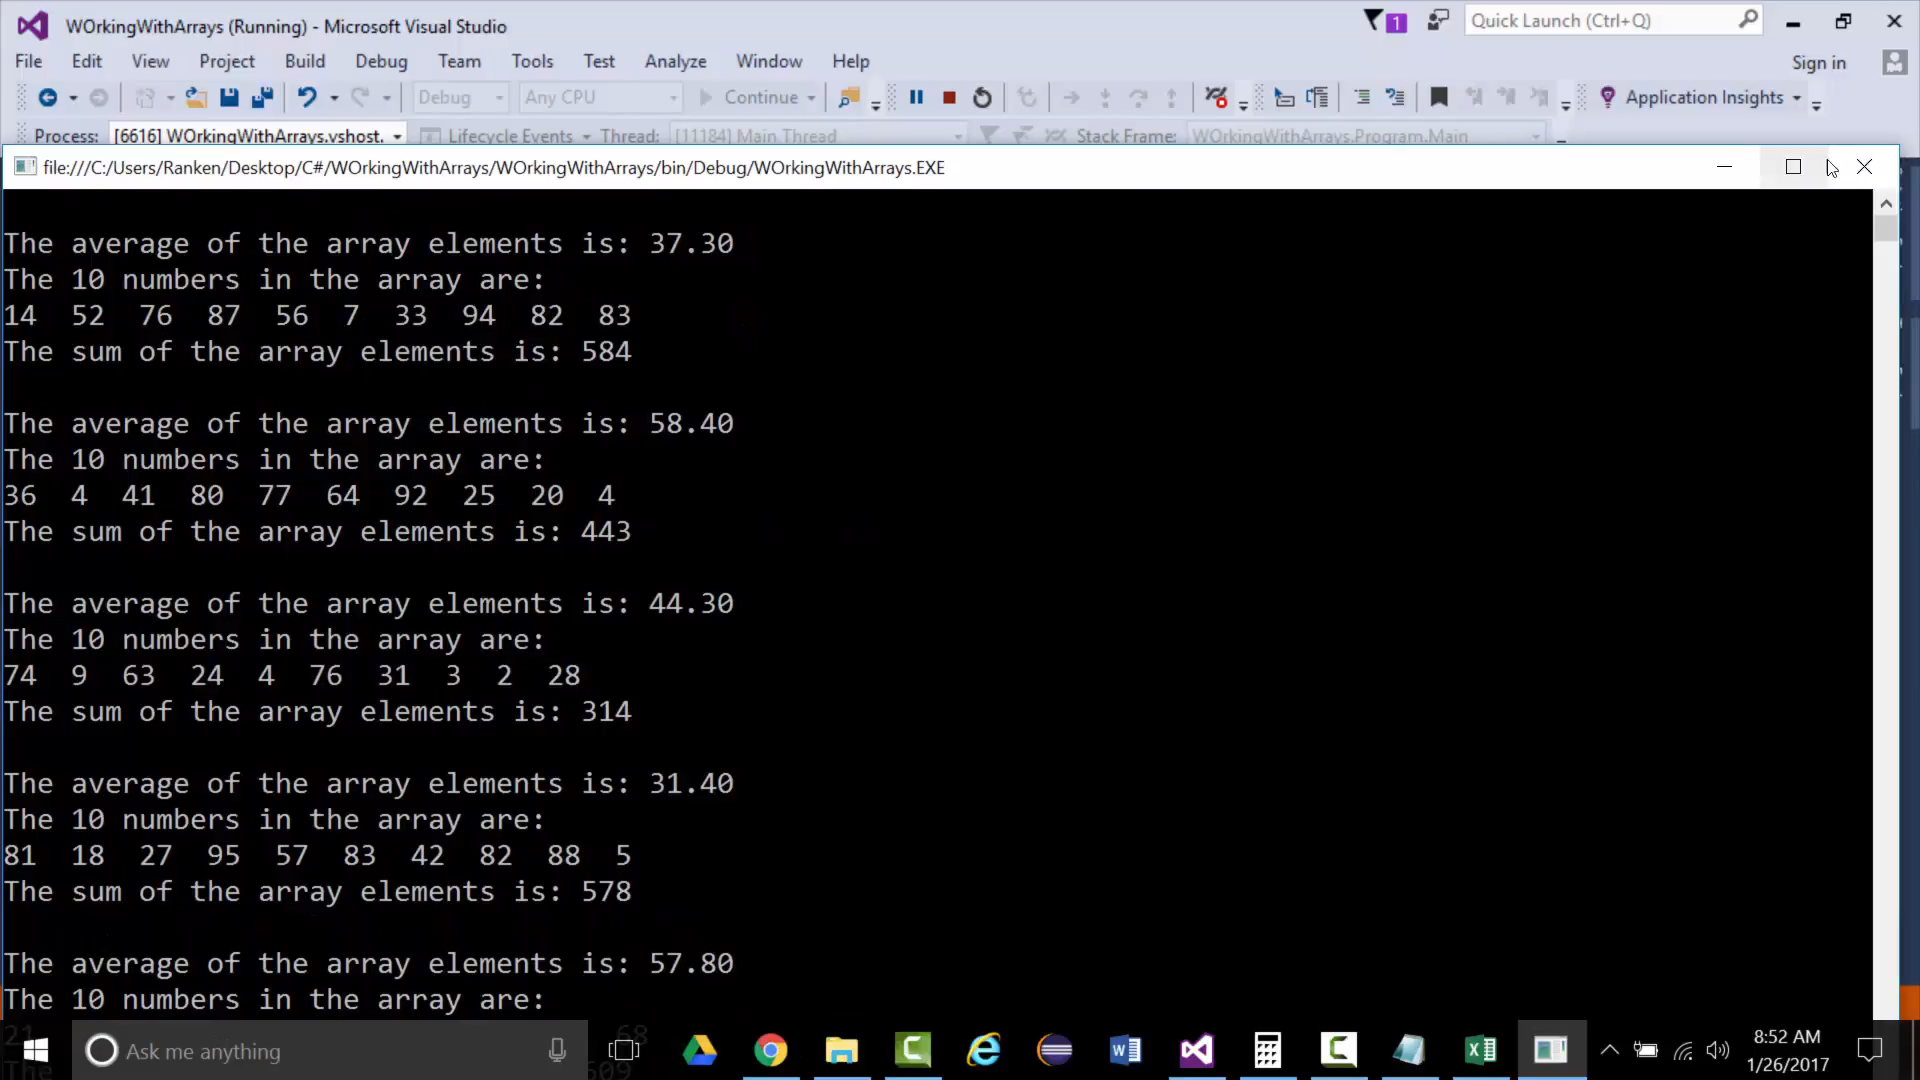 WOrkingWithArrays (Running) - Microsoft Visual Studio
1
Quick Launch (Ctrl+Q)
File Edit View Project Build Debug Team Tools Test Analyze Window Help
Sign in
Debug Any CPU Continue Application Insights
Process: [6616] WOrkingWithArrays.vshost. Lifecycle Events Thread: [11184] Main Thread Stack Frame: WOrkingWithArrays.Program.Main
file:///C:/Users/Ranken/Desktop/C#/WOrkingWithArrays/WOrkingWithArrays/bin/Debug/WOrkingWithArrays.EXE
The average of the array elements is: 37.30
The 10 numbers in the array are:
14 52 76 87 56 7 33 94 82 83
The sum of the array elements is: 584
The average of the array elements is: 58.40
The 10 numbers in the array are:
36 4 41 80 77 64 92 25 20 4
The sum of the array elements is: 443
The average of the array elements is: 44.30
The 10 numbers in the array are:
74 9 63 24 4 76 31 3 2 28
The sum of the array elements is: 314
The average of the array elements is: 31.40
The 10 numbers in the array are:
81 18 27 95 57 83 42 82 88 5
The sum of the array elements is: 578
The average of the array elements is: 57.80
The 10 numbers in the array are:
21 68
Ask me anything
8:52 AM
The 509
1/26/2017